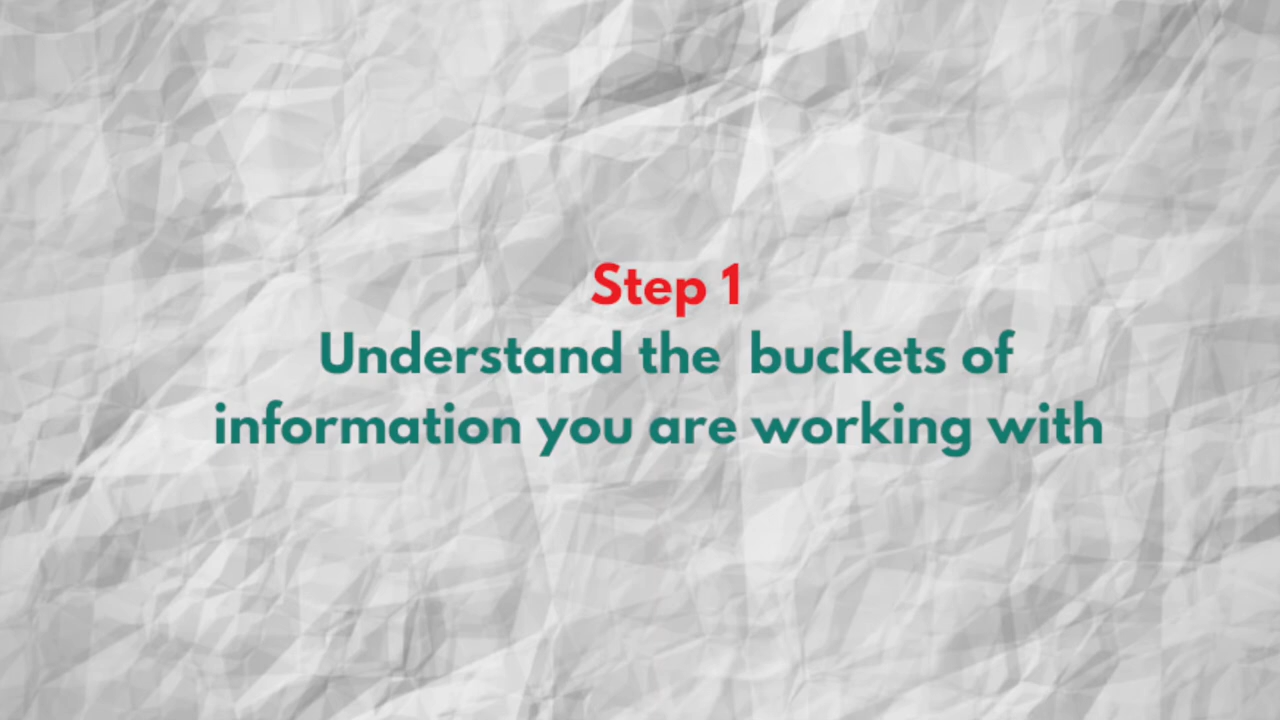 Step 1
Understand the  buckets of
information you are working with